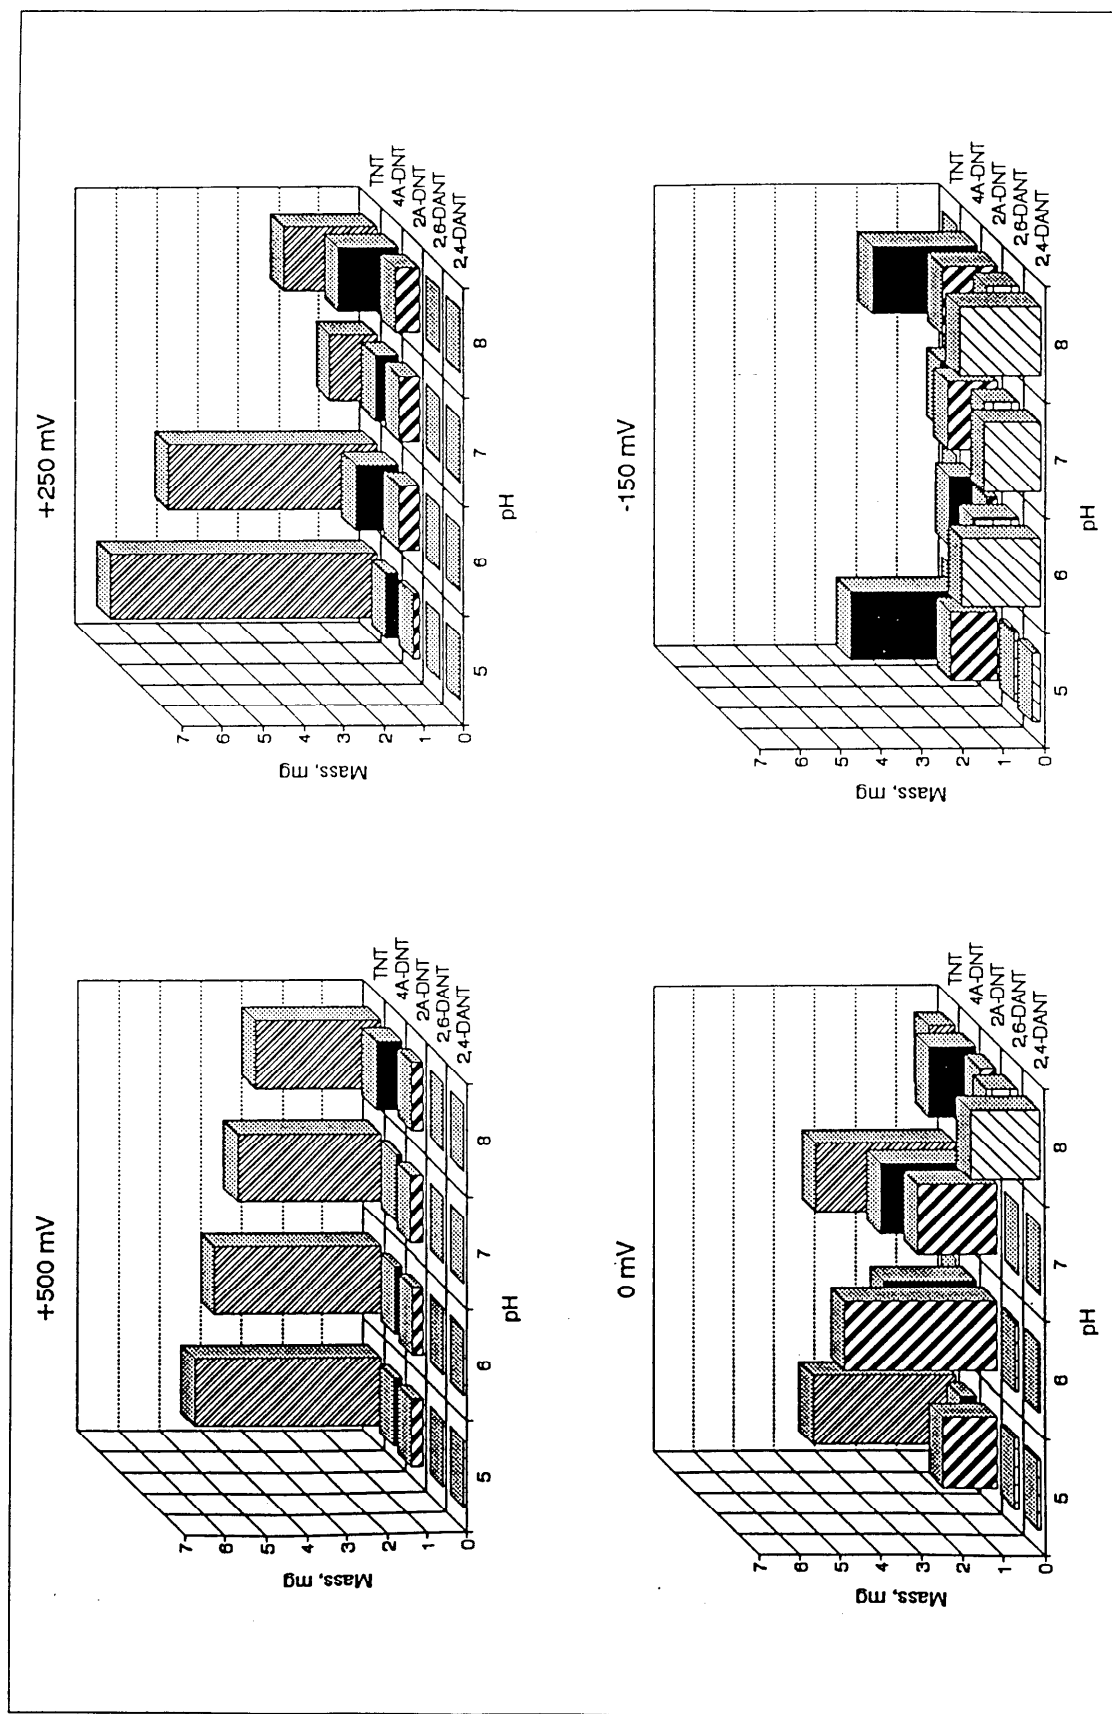 +500 mV
Mass, mg
7
6
5
4
3
2
1
0
5
6
7
8
pH
TNT
4A-DNT
2A-DNT
2,6-DANT
2,4-DANT
+250 mV
Mass, mg
7
6
5
4
3
2
1
0
5
6
7
8
pH
TNT
4A-DNT
2A-DNT
2,6-DANT
2,4-DANT
0 mV
Mass, mg
7
6
5
4
3
2
1
0
5
6
7
8
pH
TNT
4A-DNT
2A-DNT
2,6-DANT
2,4-DANT
-150 mV
Mass, mg
7
6
5
4
3
2
1
0
5
6
7
8
pH
TNT
4A-DNT
2A-DNT
2,6-DANT
2,4-DANT